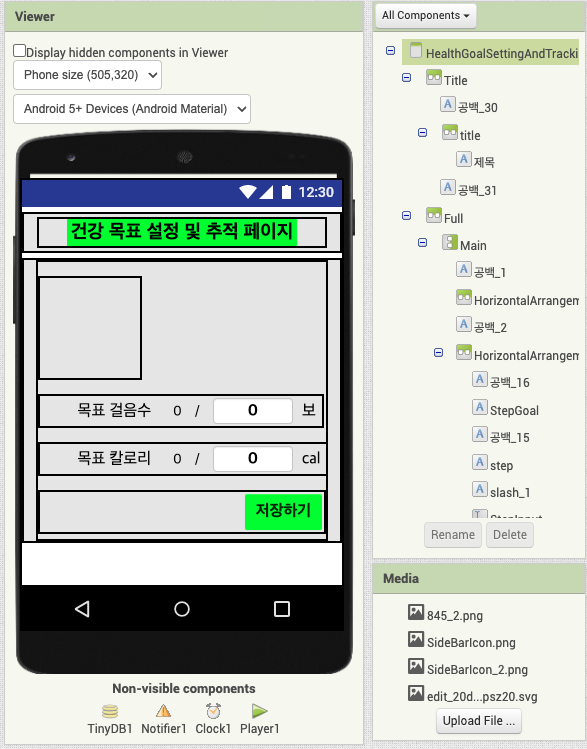 Viewer
Display hidden components in Viewer
Phone size (505,320)
Android 5+ Devices (Android Material)
12:30
건강 목표 설정 및 추적 페이지
목표 걸음수 0 / 0 보
목표 칼로리 0 / 0 cal
저장하기
Non-visible components
TinyDB1 Notifier1 Clock1 Player1
All Components
HealthGoalSettingAndTracki
Title
공백_30
title
제목
공백_31
Full
Main
공백_1
HorizontalArrangem
공백_2
HorizontalArrangem
공백_16
StepGoal
공백_15
step
slash_1
StepInput
Rename Delete
Media
845_2.png
SideBarIcon.png
SideBarIcon_2.png
edit_20d...psz20.svg
Upload File ...